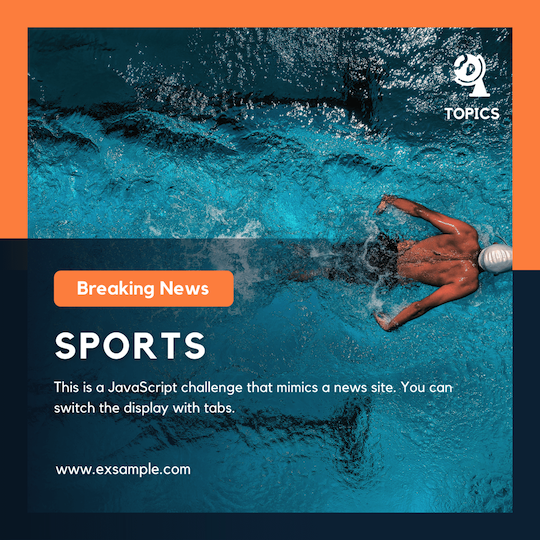 TOPICS
Breaking News
SPORTS
This is a JavaScript challenge that mimics a news site. You can
switch the display with tabs.
www.exsample.com